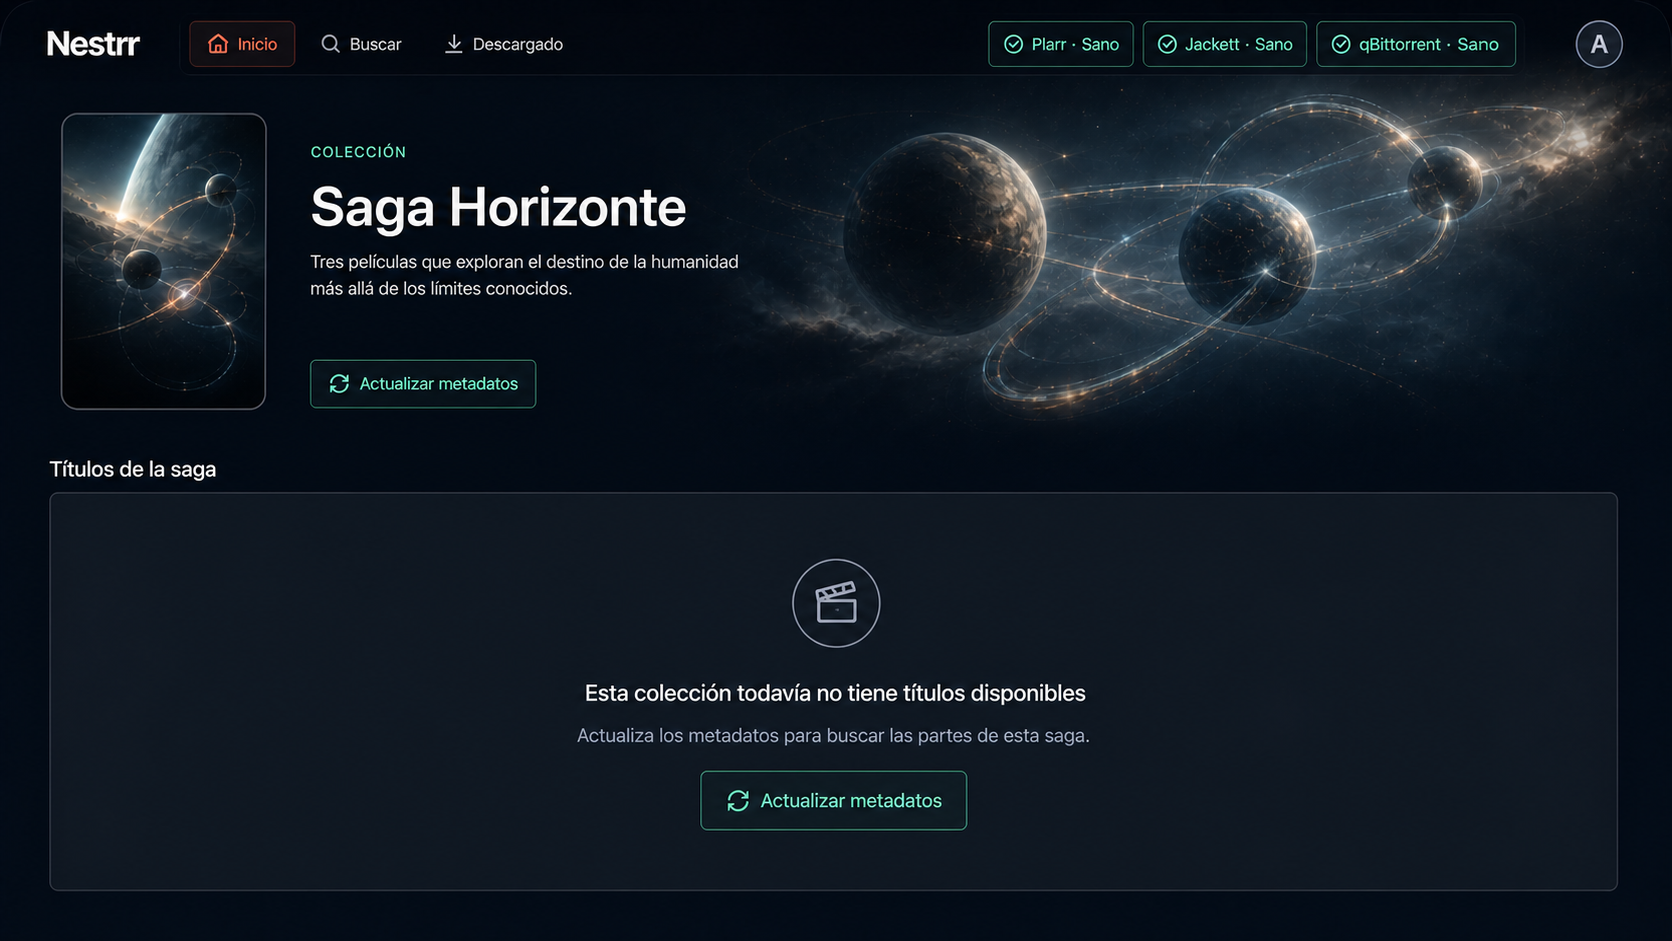 Nestrr
Inicio
Buscar
Descargado
Plarr · Sano
Jackett · Sano
qBittorrent · Sano
A
COLECCIÓN
Saga Horizonte
Tres películas que exploran el destino de la humanidad
más allá de los límites conocidos.
Actualizar metadatos
Títulos de la saga
Esta colección todavía no tiene títulos disponibles
Actualiza los metadatos para buscar las partes de esta saga.
Actualizar metadatos